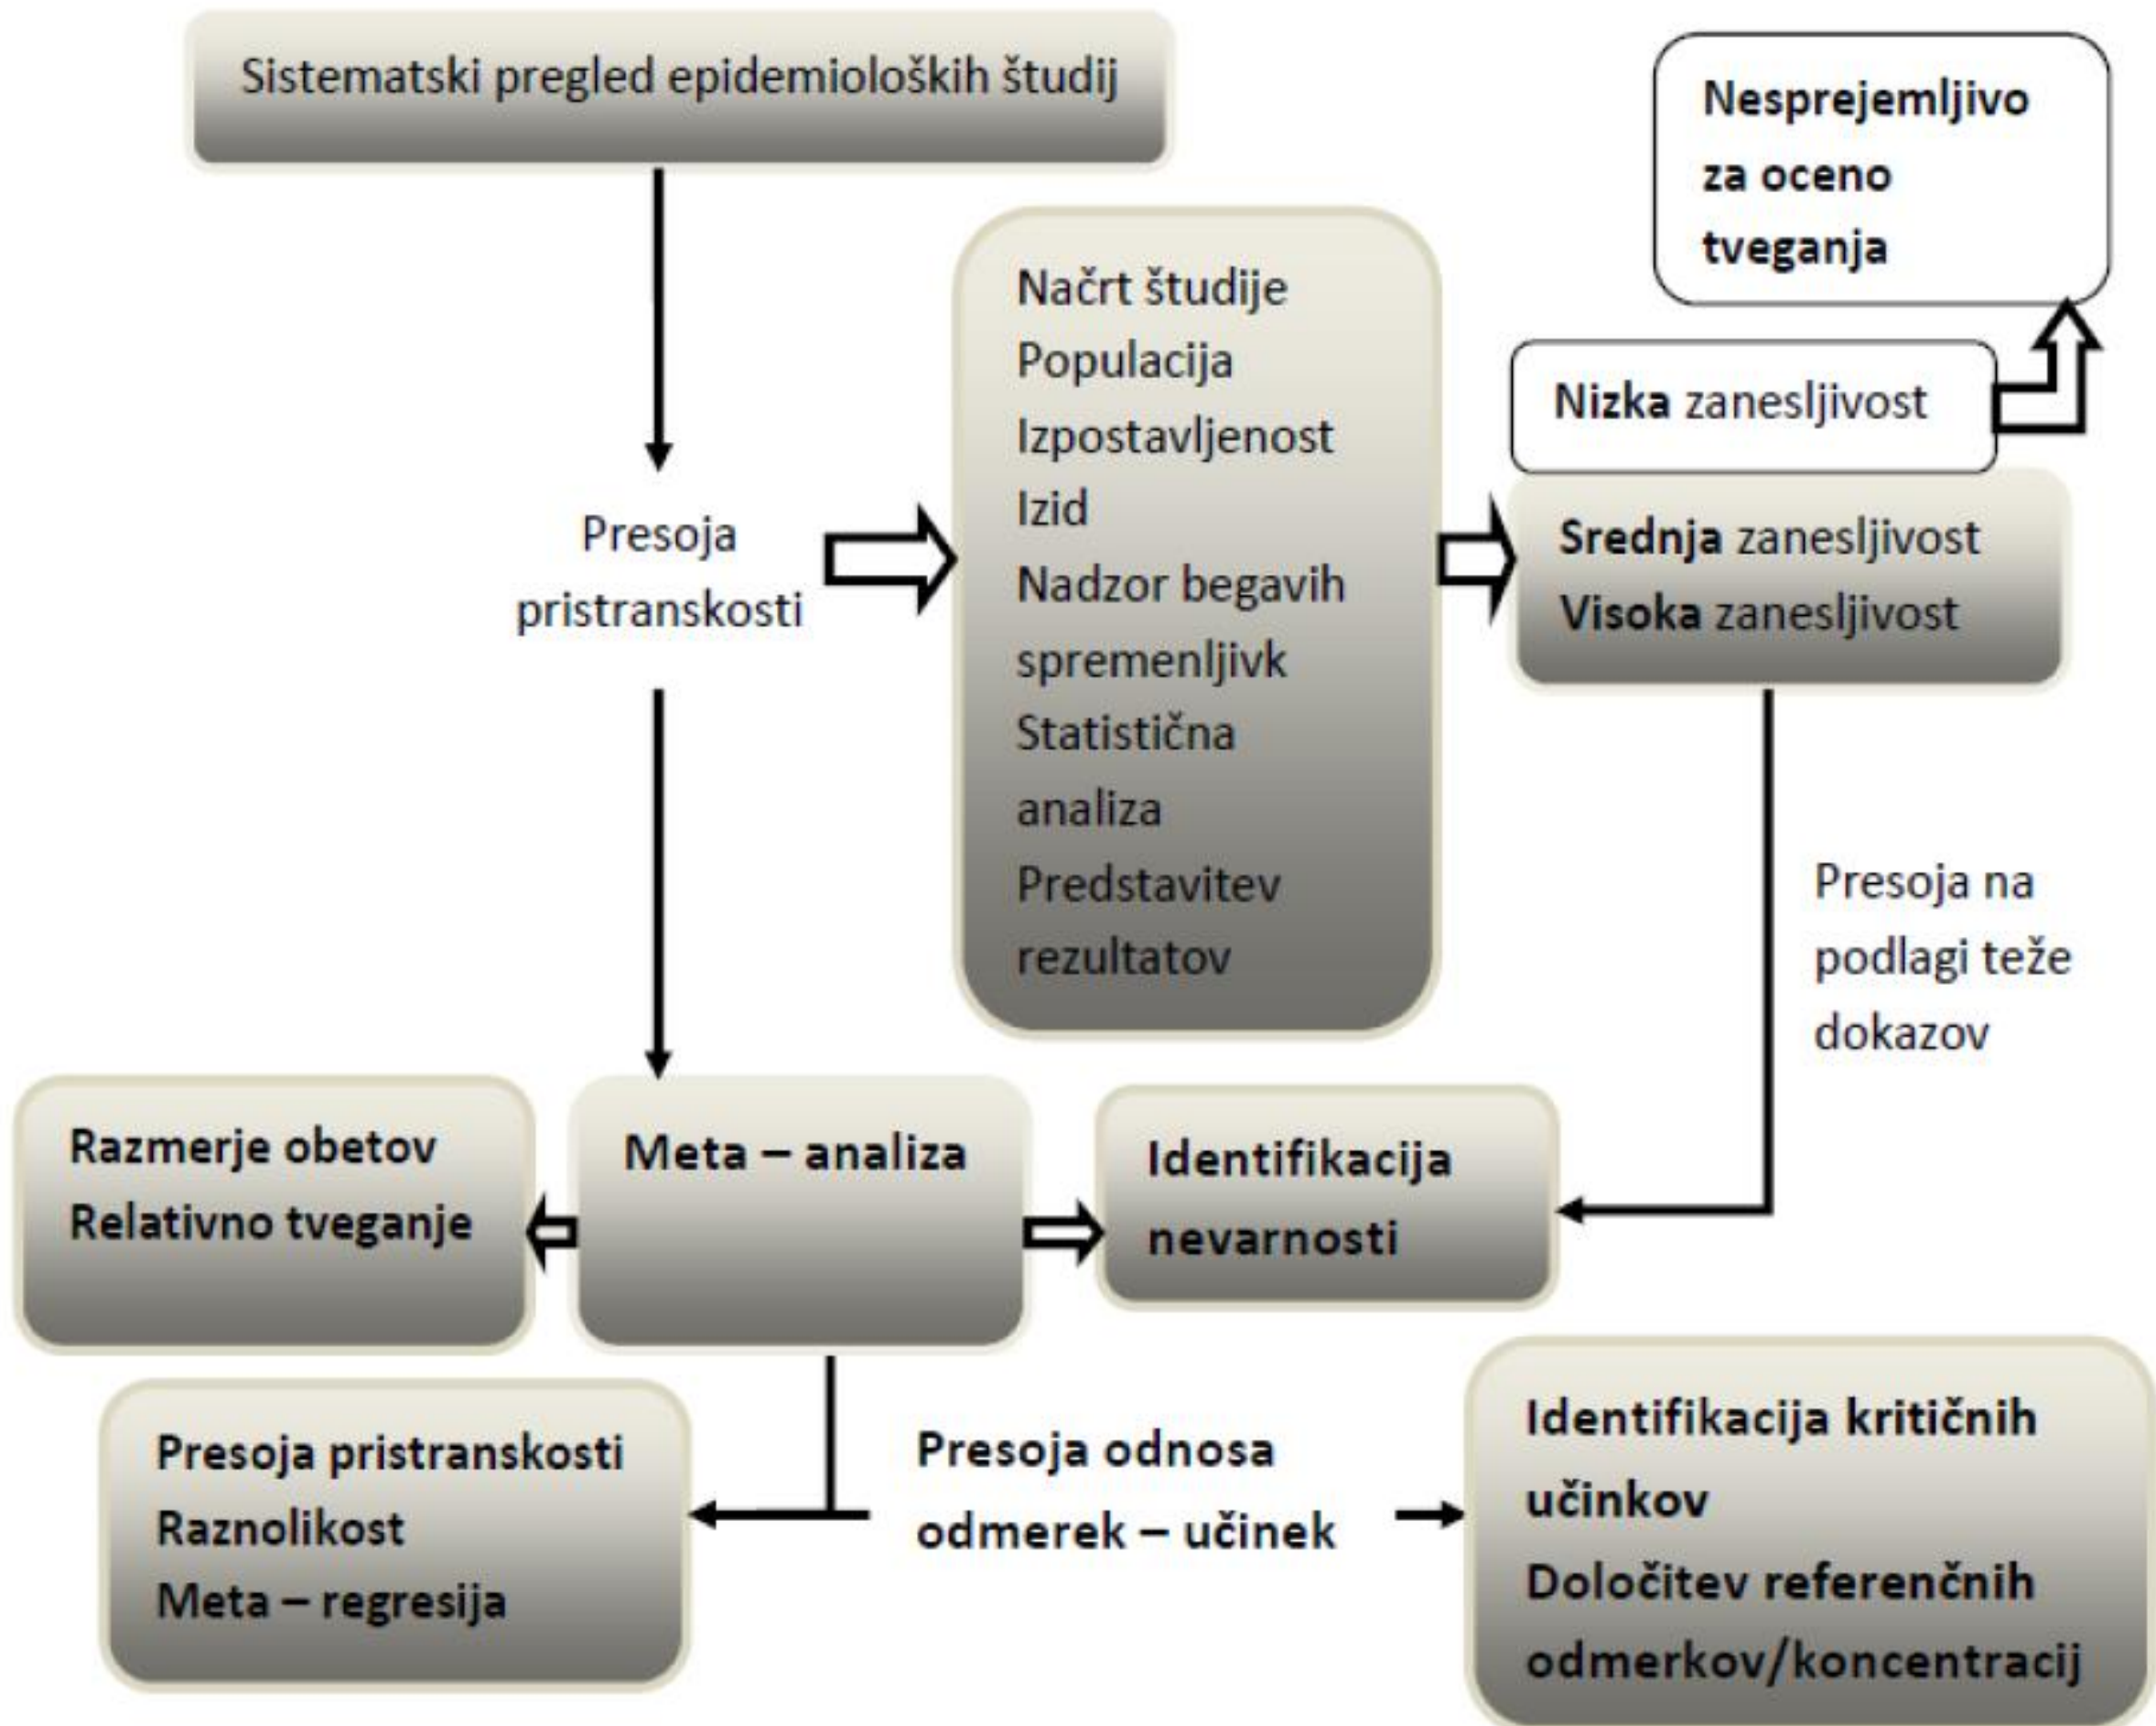 Sistematski pregled epidemioloških študij
Nesprejemljivo
za oceno
tveganja
Načrt študije
Populacija
Izpostavljenost
Izid
Nadzor begavih
spremenljivk
Statistična
analiza
Predstavitev
rezultatov
Nizka zanesljivost
Srednja zanesljivost
Visoka zanesljivost
Presoja
pristranskosti
Presoja na
podlagi teže
dokazov
Razmerje obetov
Relativno tveganje
Meta – analiza
Identifikacija
nevarnosti
Presoja pristranskosti
Raznolikost
Meta – regresija
Presoja odnosa
odmerek – učinek
Identifikacija kritičnih
učinkov
Določitev referenčnih
odmerkov/koncentracij